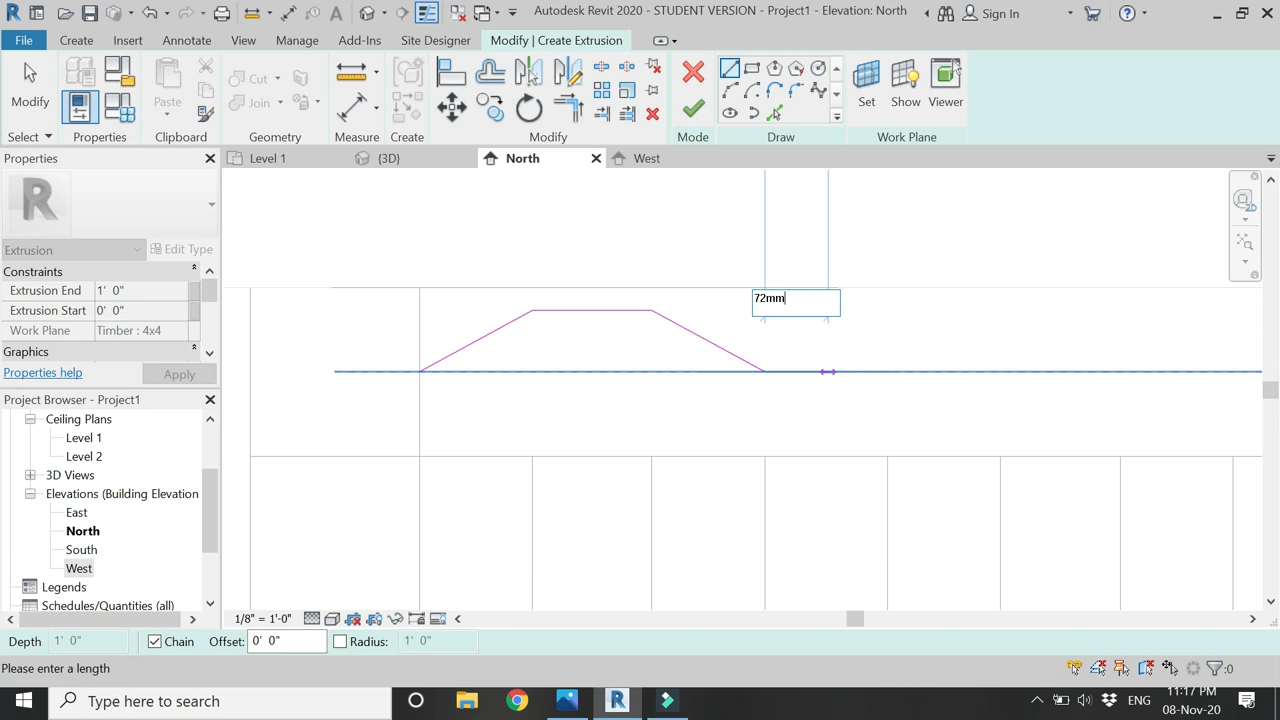 Autodesk Revit 2020 - STUDENT VERSION - Project1 - Elevation: North
Sign In
File
Create
Insert
Annotate
View
Manage
Add-Ins
Site Designer
Modify | Create Extrusion
Modify
Paste
Cut
Join
Set
Show
Viewer
Select
Properties
Clipboard
Geometry
Measure
Create
Modify
Mode
Draw
Work Plane
Properties
Level 1
{3D}
North
West
Extrusion
Edit Type
Constraints
Extrusion End 1' 0"
Extrusion Start 0' 0"
Work Plane Timber : 4x4
Graphics
Properties help
Apply
72mm
Project Browser - Project1
Ceiling Plans
Level 1
Level 2
3D Views
Elevations (Building Elevation
East
North
South
West
Legends
Schedules/Quantities (all)
1/8" = 1'-0"
Depth 1' 0" Chain Offset: 0' 0" Radius: 1' 0"
Please enter a length
:0
Type here to search
ENG
11:17 PM
08-Nov-20